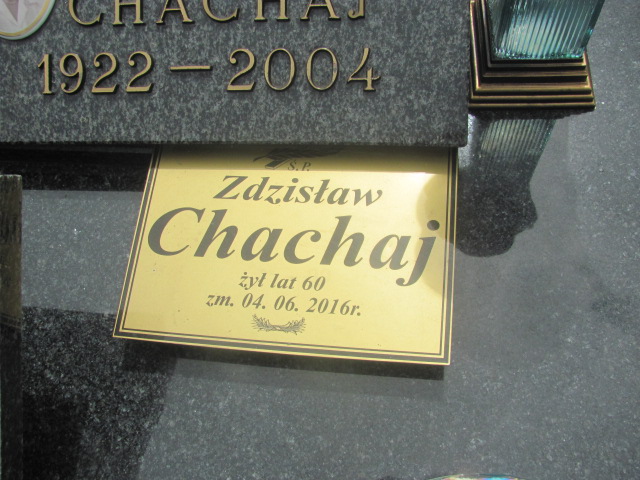 CHACHAJ
1922 – 2004
Ś.P.
Zdzisław
Chachaj
żył lat 60
zm. 04. 06. 2016r.